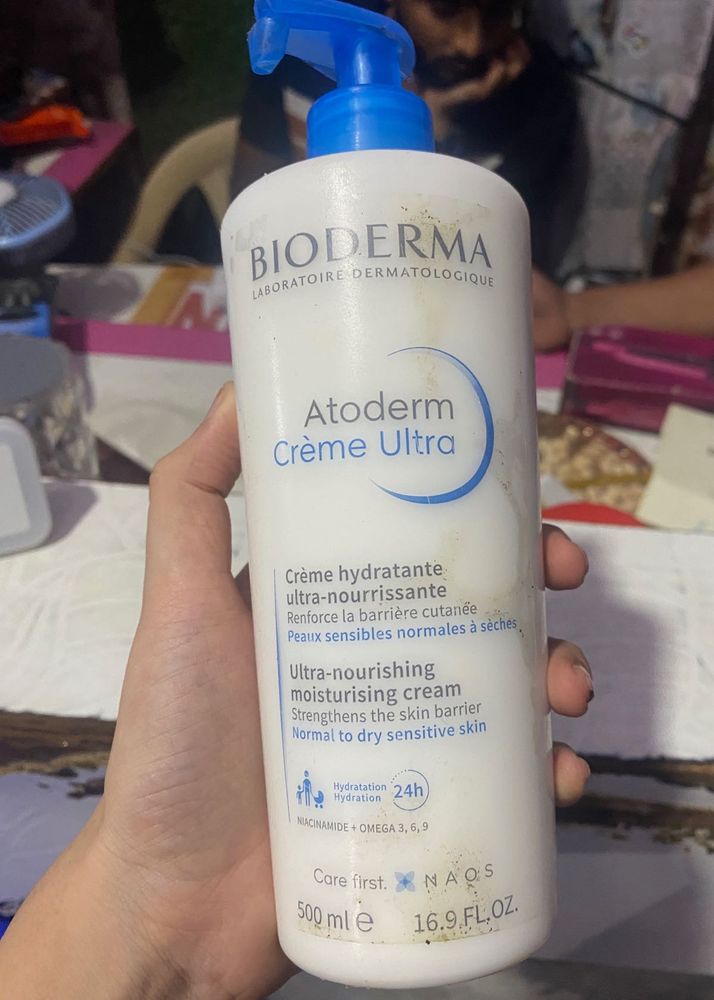 BIODERMA
LABORATOIRE DERMATOLOGIQUE
Atoderm
Crème Ultra
Crème hydratante
ultra-nourrissante
Renforce la barrière cutanée
Peaux sensibles normales à sèches
Ultra-nourishing
moisturising cream
Strengthens the skin barrier
Normal to dry sensitive skin
Hydratation
Hydration
24h
NIACINAMIDE + OMEGA 3, 6, 9
Care first. NAOS
500 ml e 16.9 FL.OZ.